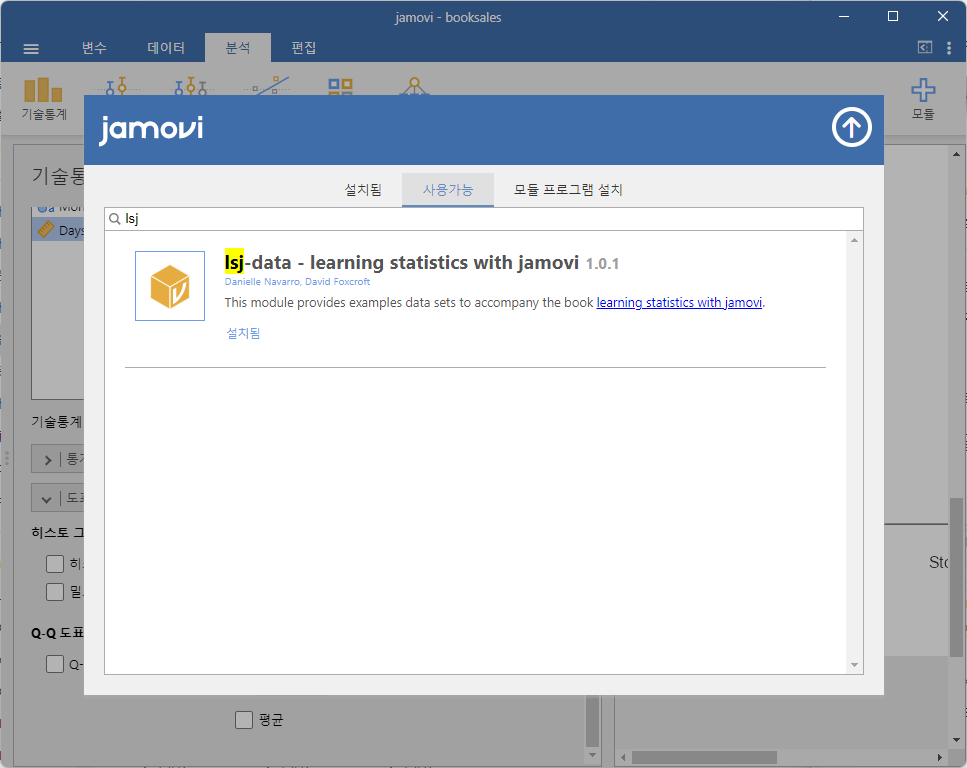 jamovi - booksales
변수 데이터 분석 편집
기술통계
모듈
jamovi
설치됨 사용가능 모듈 프로그램 설치
lsj
lsj-data - learning statistics with jamovi 1.0.1
Danielle Navarro, David Foxcroft
This module provides examples data sets to accompany the book learning statistics with jamovi.
설치됨
기술통
Days
기술통계
도표
히스토 그
히
밀
Q-Q 도표
Q-
평균
Sto